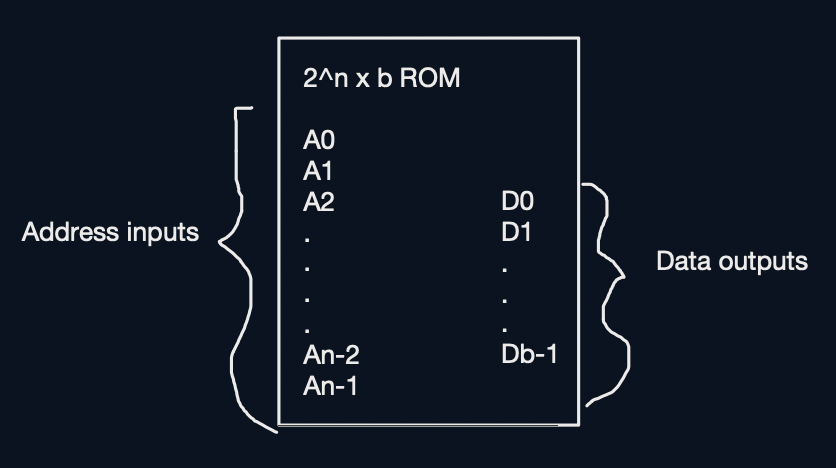 2^n x b ROM
A0
A1
A2
.
.
.
.
An-2
An-1
D0
D1
.
.
.
Db-1
Address inputs
Data outputs